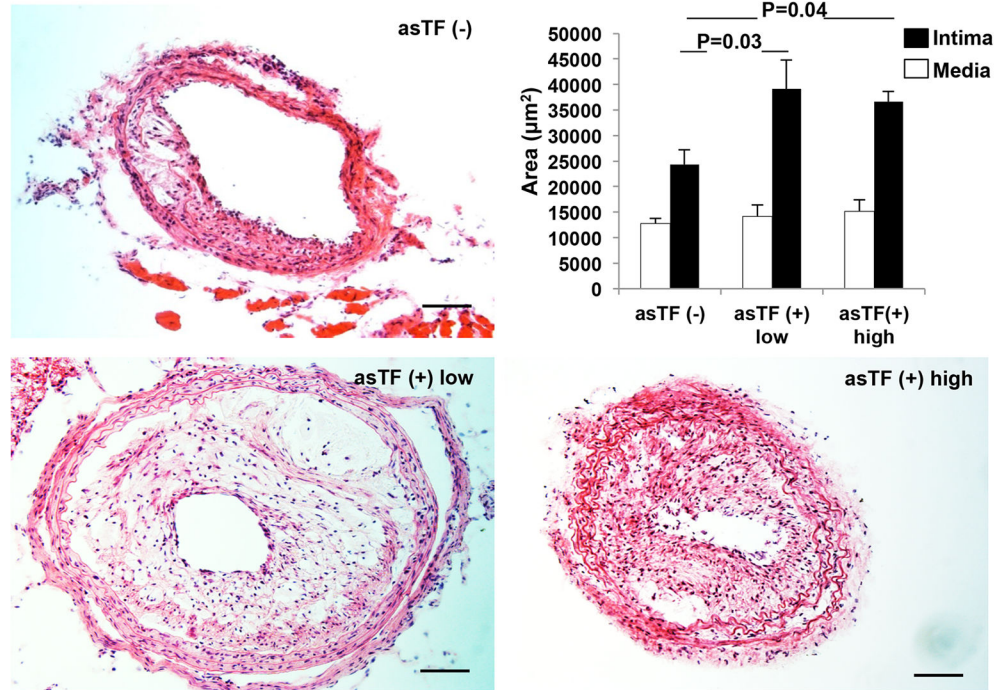 asTF (-)
P=0.04
P=0.03
Intima
Media
Area (µm²)
50000
45000
40000
35000
30000
25000
20000
15000
10000
5000
0
asTF (-)
asTF (+)
low
asTF(+)
high
asTF (+) low
asTF (+) high